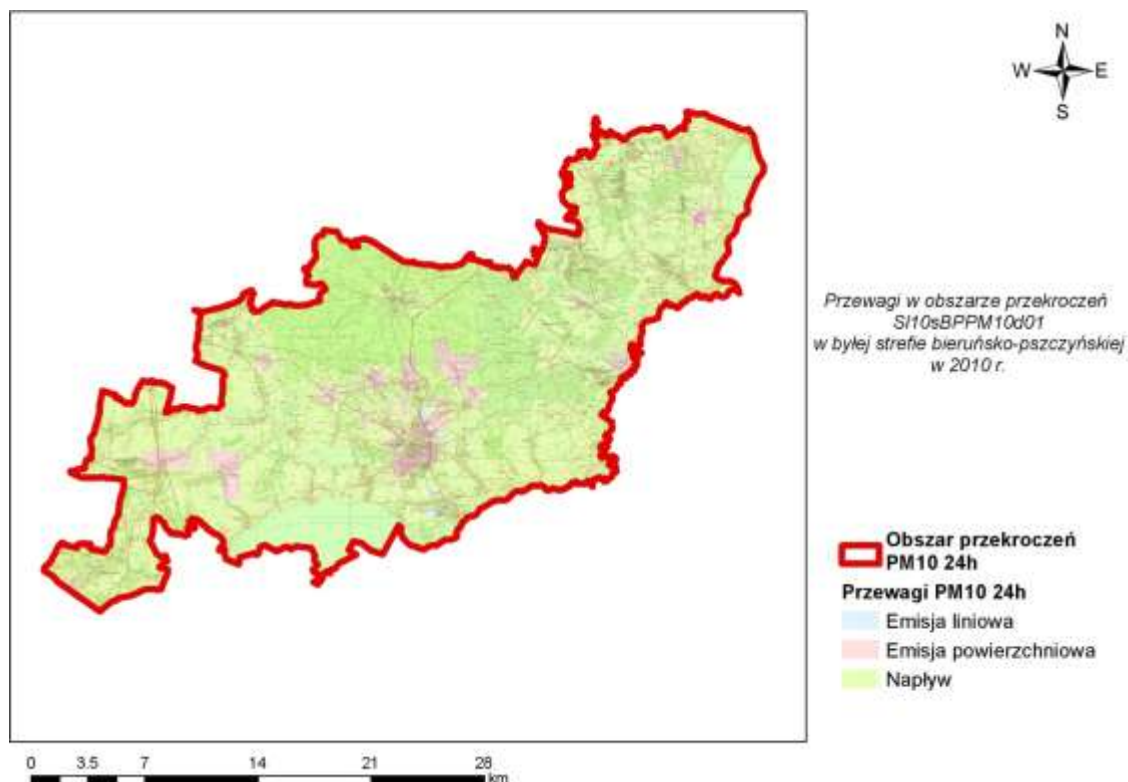 N
W E
S
Przewagi w obszarze przekroczeń
Sl10sBPPM10d01
w byłej strefie bieruńsko-pszczyńskiej
w 2010 r.
Obszar przekroczeń
PM10 24h
Przewagi PM10 24h
Emisja liniowa
Emisja powierzchniowa
Napływ
0 3.5 7 14 21 28
km